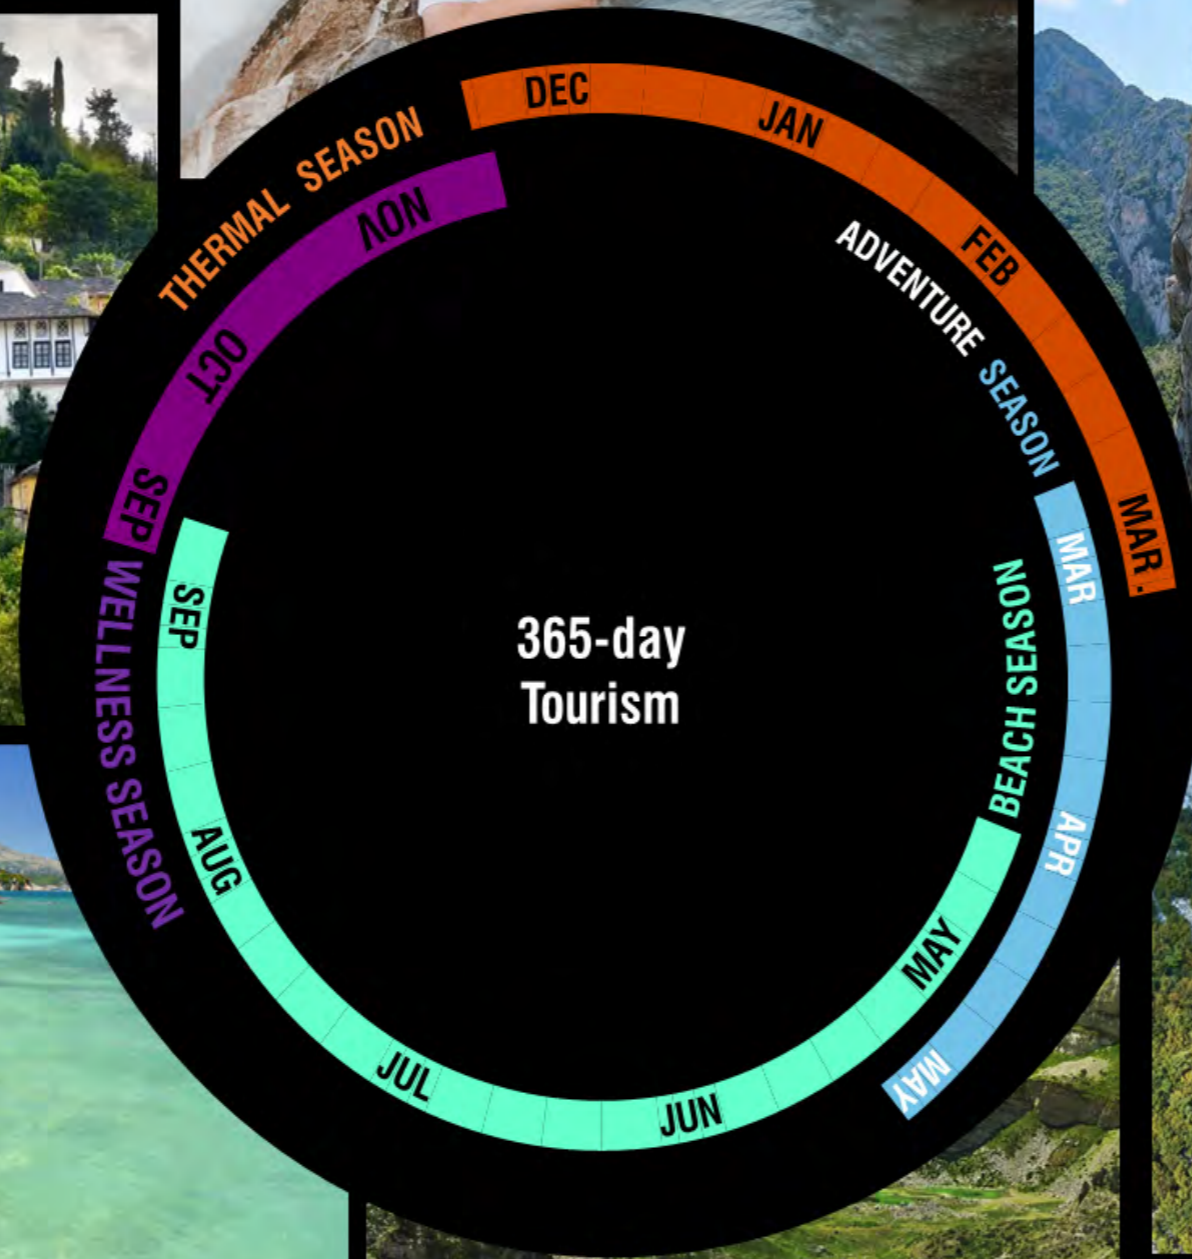 THERMAL SEASON
DEC
JAN
FEB
MAR.
ADVENTURE SEASON
MAR
APR
MAY
BEACH SEASON
MAY
JUN
JUL
AUG
SEP
WELLNESS SEASON
SEP
OCT
NOV
365-day
Tourism